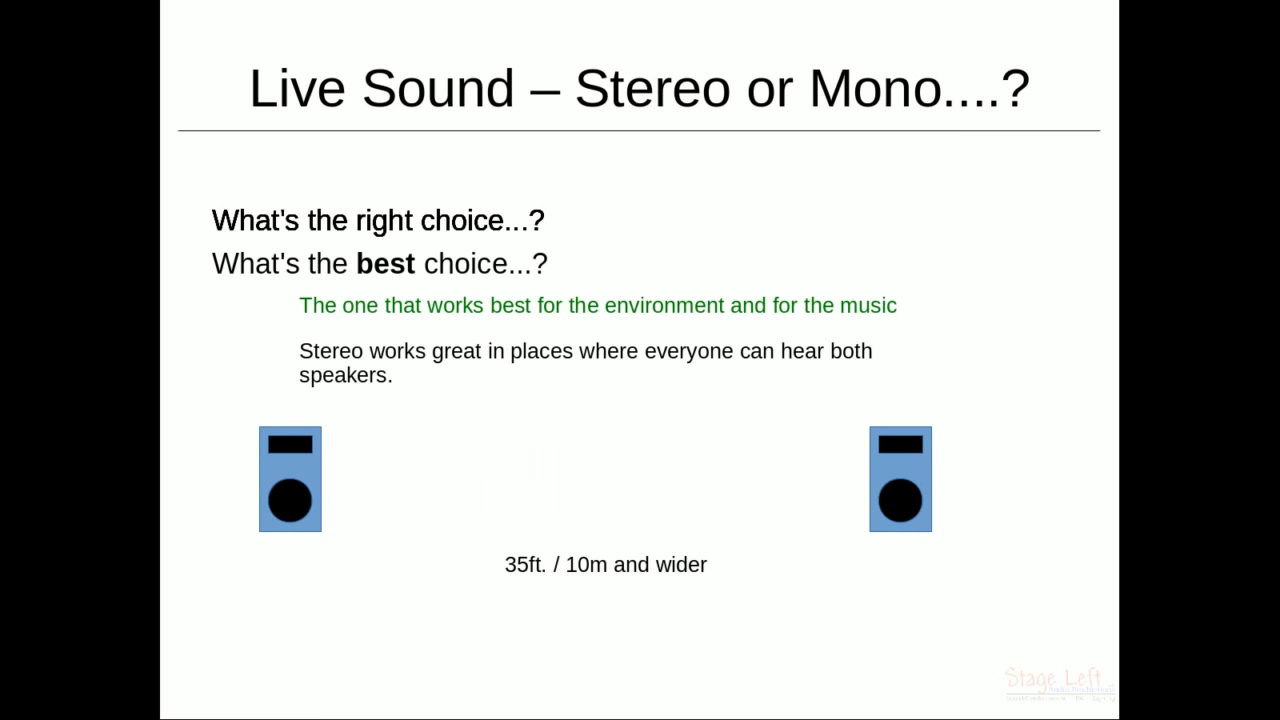 Live Sound – Stereo or Mono....?
What's the right choice...?
What's the best choice...?
The one that works best for the environment and for the music
Stereo works great in places where everyone can hear both
speakers.
35ft. / 10m and wider
Stage Left